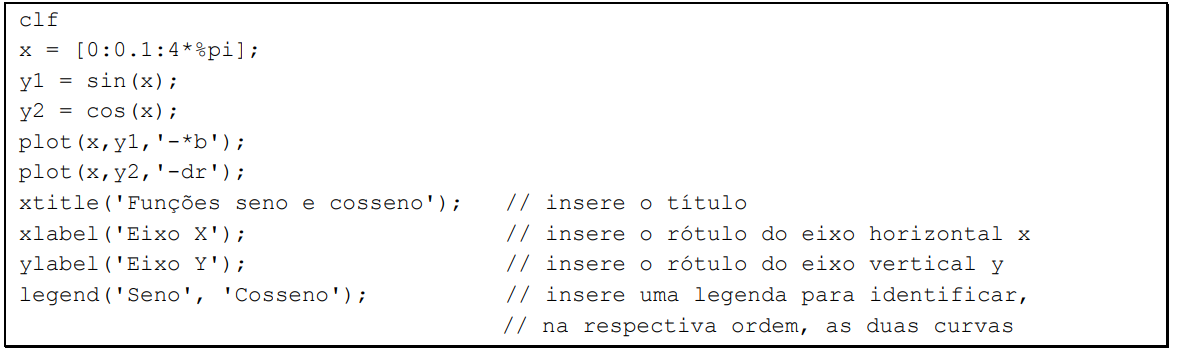 clf
x = [0:0.1:4*%pi];
y1 = sin(x);
y2 = cos(x);
plot(x,y1,'-*b');
plot(x,y2,'-dr');
xtitle('Funções seno e cosseno');   // insere o título
xlabel('Eixo X');                   // insere o rótulo do eixo horizontal x
ylabel('Eixo Y');                   // insere o rótulo do eixo vertical y
legend('Seno', 'Cosseno');          // insere uma legenda para identificar,
                                    // na respectiva ordem, as duas curvas